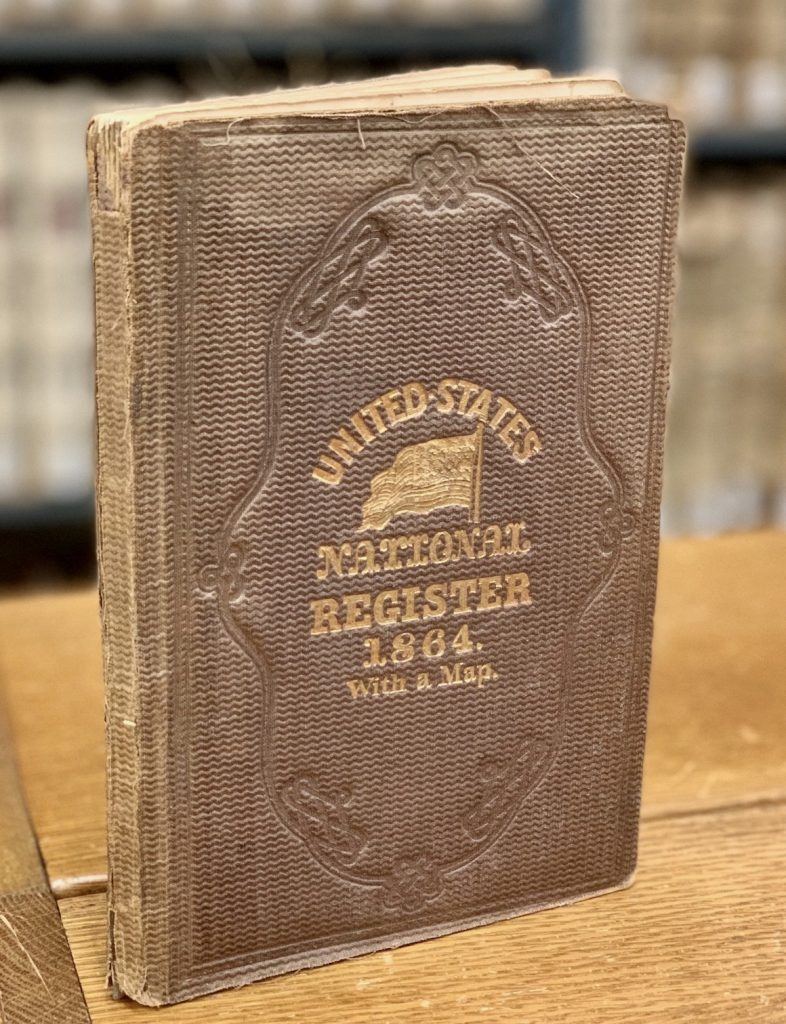 UNITED STATES
NATIONAL
REGISTER
1864.
With a Map.